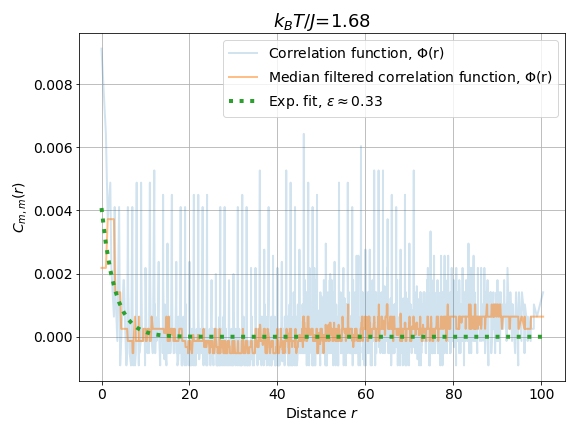 k_BT/J=1.68
Correlation function, Φ(r)
Median filtered correlation function, Φ(r)
Exp. fit, ε ≈ 0.33
C_{m,m}(r)
0.008
0.006
0.004
0.002
0.000
0 20 40 60 80 100
Distance r